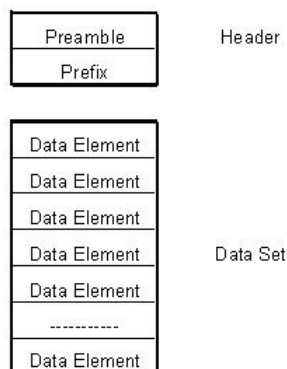 Preamble Header
Prefix
Data Element
Data Element
Data Element
Data Element Data Set
Data Element
-----------
Data Element